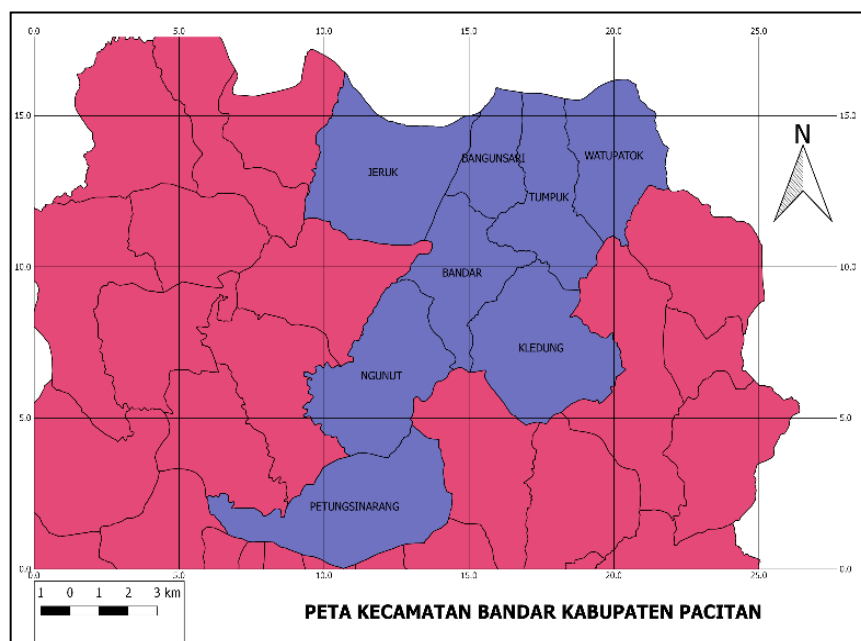 0.0 5.0 10.0 15.0 20.0 25.0
15.0 15.0
N
BANGUNSARI WATUPATOK
JERUK
TUMPUK
10.0 10.0
BANDAR
KLEDUNG
NGUNUT
5.0 5.0
PETUNGSINARANG
0.0 0.0
0.0 5.0 10.0 15.0 20.0 25.0
1 0 1 2 3 km
PETA KECAMATAN BANDAR KABUPATEN PACITAN